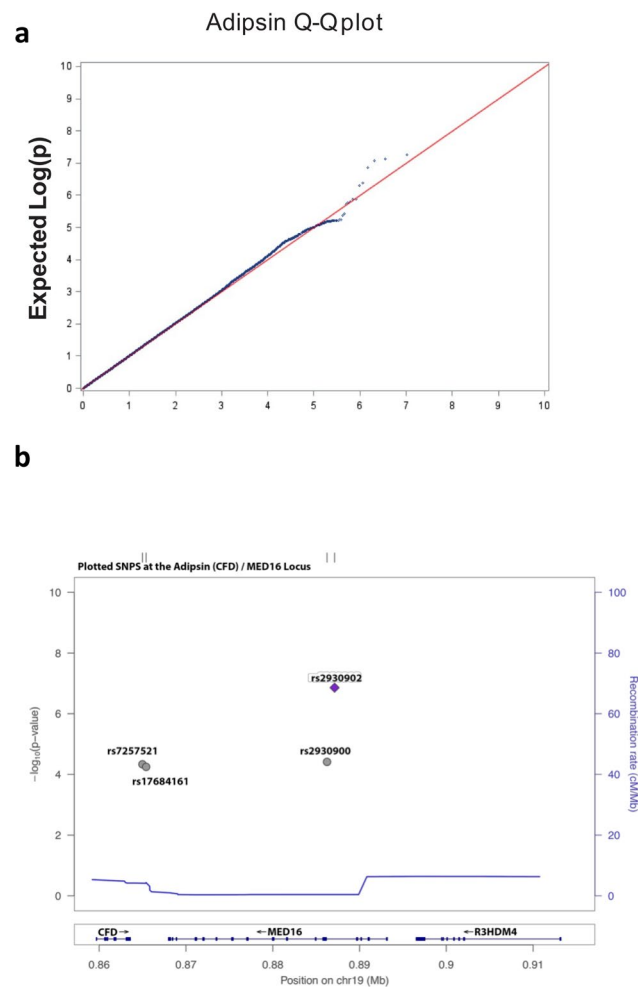 Adipsin Q-Q plot
a
Expected Log(p)
10
9
8
7
6
5
4
3
2
1
0
0 1 2 3 4 5 6 7 8 9 10
b
Plotted SNPS at the Adipsin (CFD) / MED16 Locus
10
8
6
4
2
0
−log10(p−value)
100
80
60
40
20
0
Recombination rate (cM/Mb)
rs2930902
rs7257521
rs2930900
rs17684161
CFD→ ←MED16 ←R3HDM4
0.86 0.87 0.88 0.89 0.9 0.91
Position on chr19 (Mb)